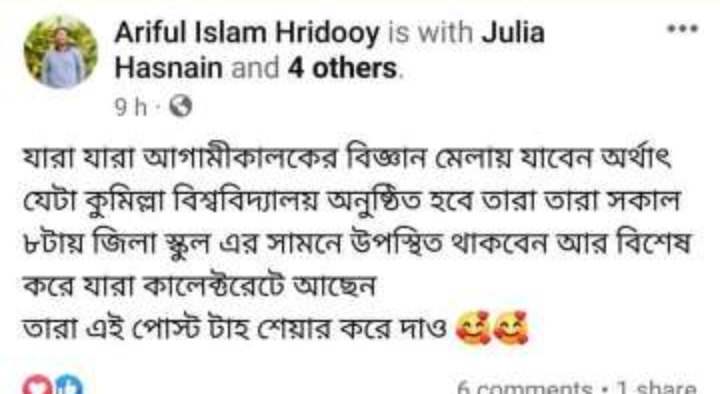 Ariful Islam Hridooy is with Julia
Hasnain and 4 others.
9 h ·
যারা যারা আগামীকালকের বিজ্ঞান মেলায় যাবেন অর্থাৎ
যেটা কুমিল্লা বিশ্ববিদ্যালয় অনুষ্ঠিত হবে তারা তারা সকাল
৮টায় জিলা স্কুল এর সামনে উপস্থিত থাকবেন আর বিশেষ
করে যারা কালেক্টরেটে আছেন
তারা এই পোস্ট টাহ শেয়ার করে দাও 🥰🥰
6 comments • 1 share